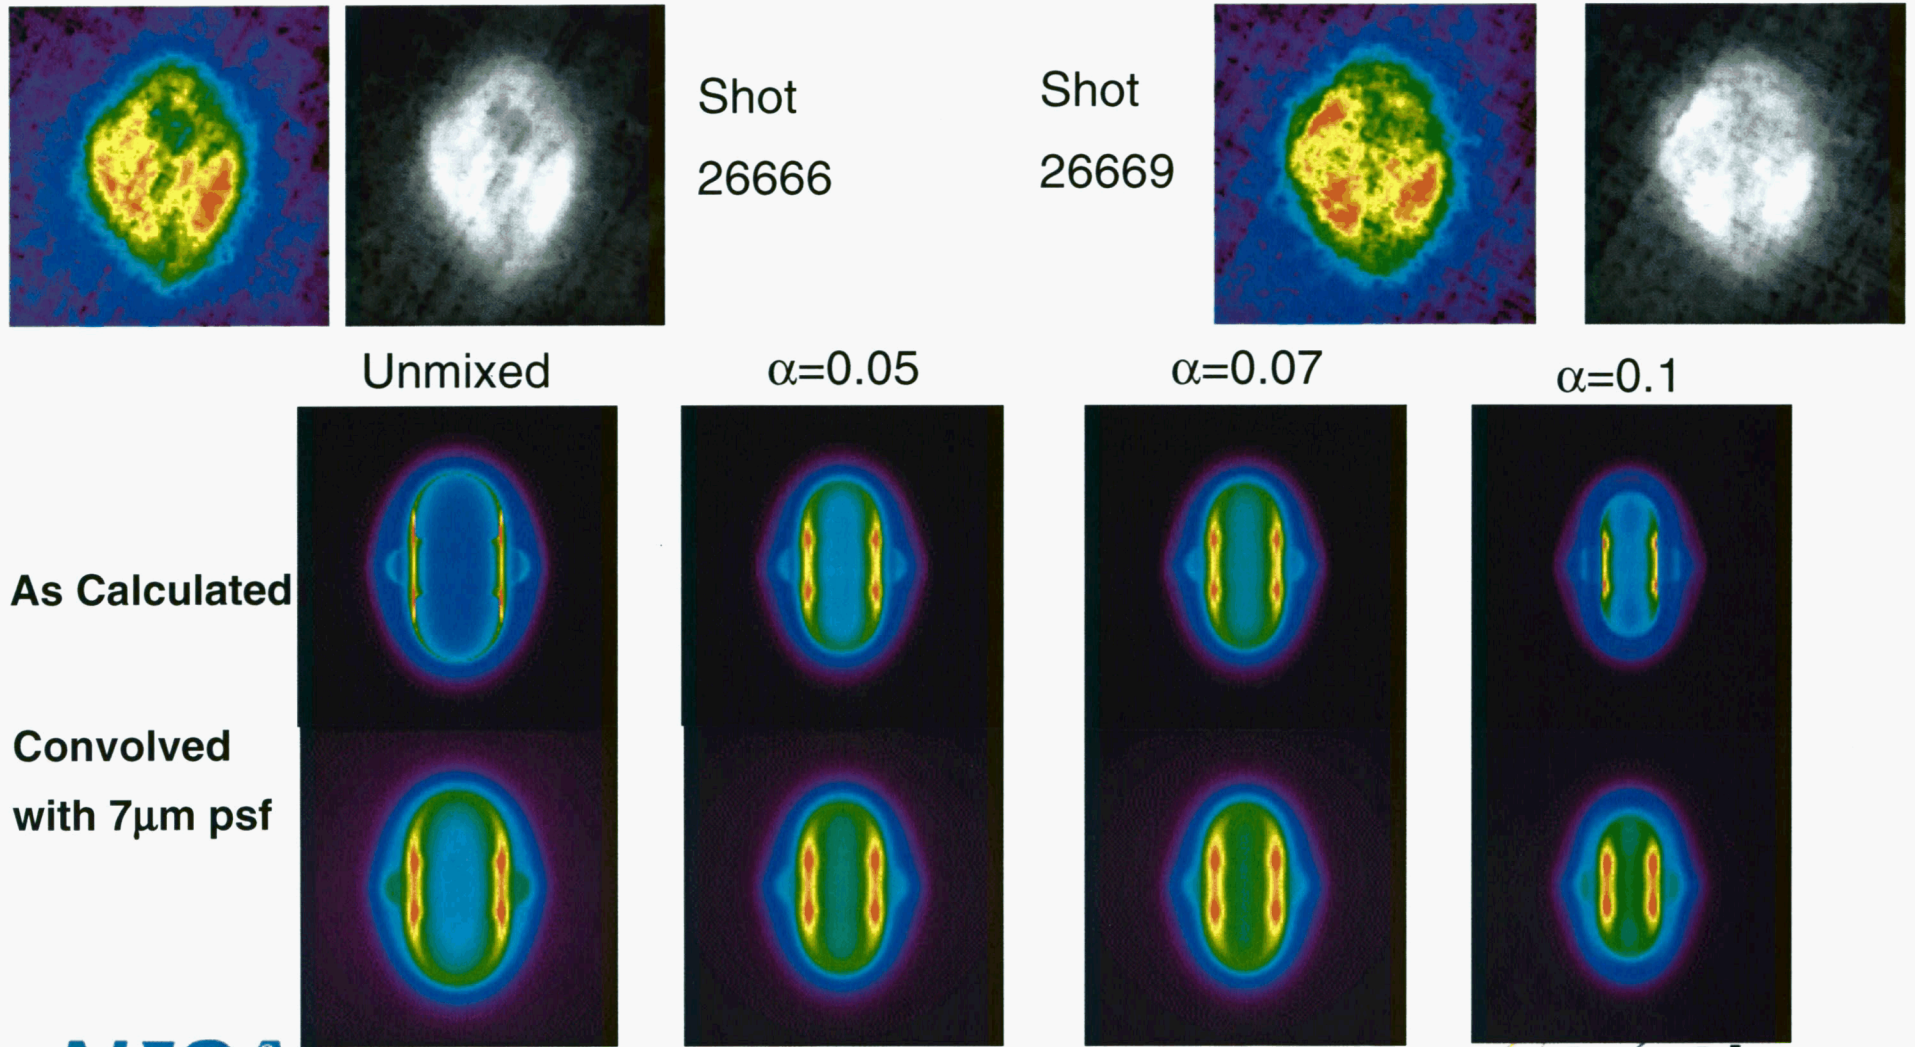 Shot
26666
Shot
26669
Unmixed
α=0.05
α=0.07
α=0.1
As Calculated
Convolved
with 7μm psf